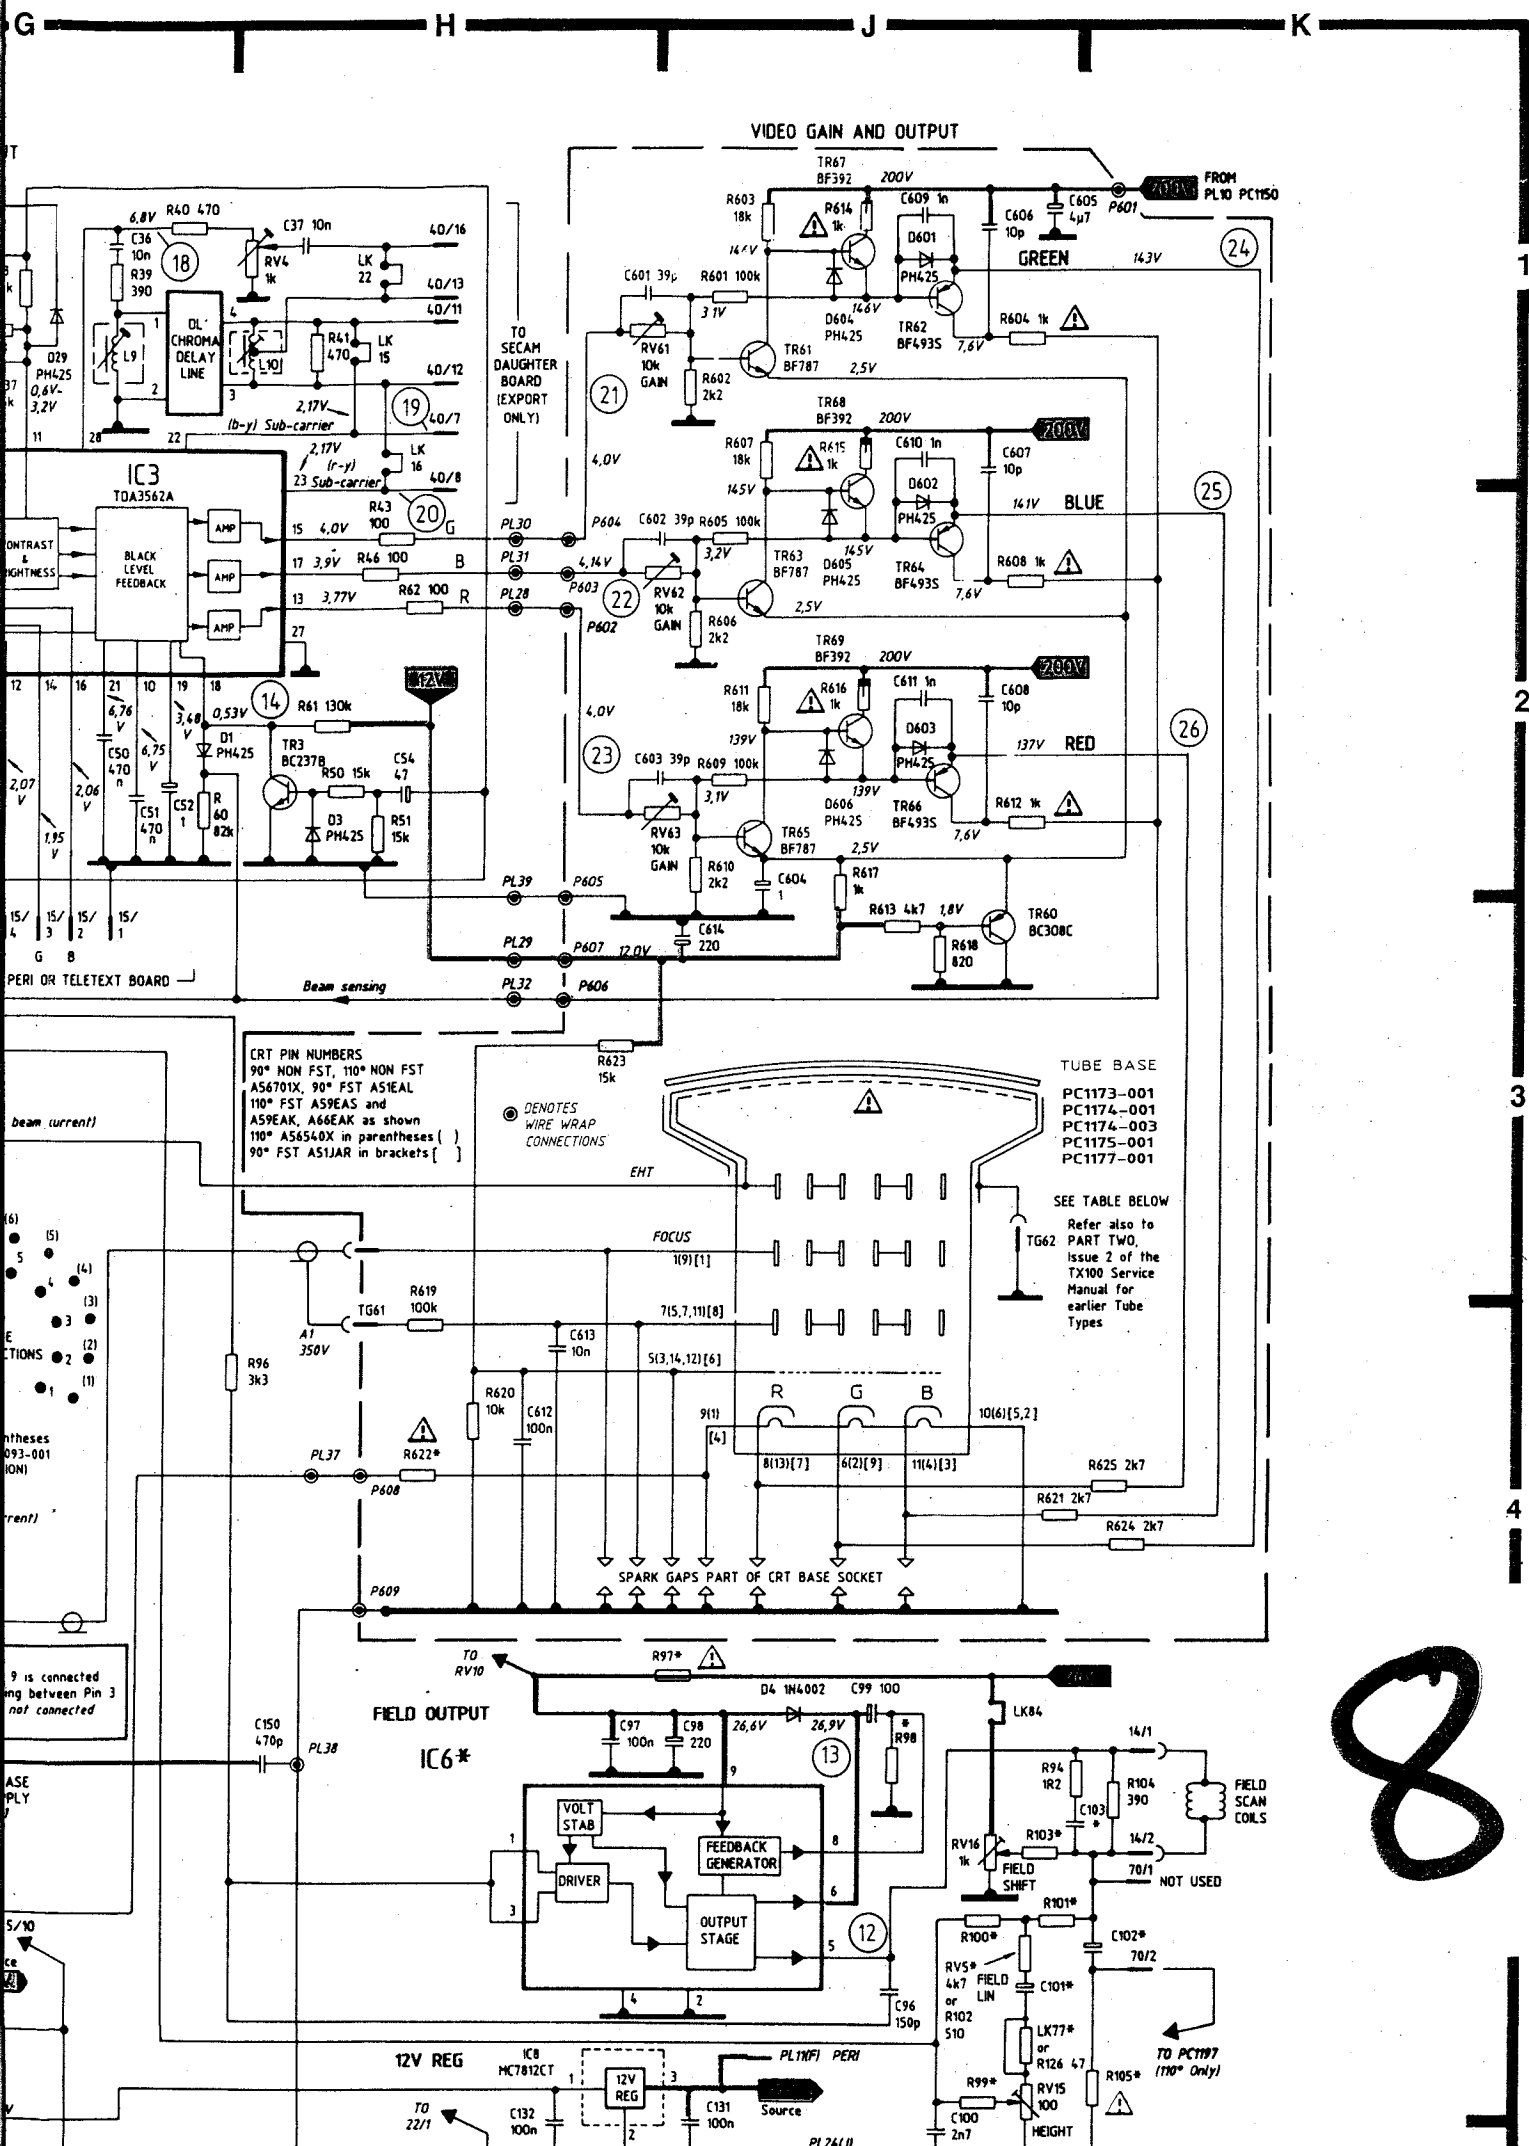 G
H
J
K
VIDEO GAIN AND OUTPUT
TR67
BF392
200V
FROM
PL10 PC1150
P601
R603
18k
R614
1k
C609 1n
C606
10p
C605
4µ7
D601
PH425
GREEN
143V
24
1
6,8V
R40 470
C36
10n
18
R39
390
RV4
1k
C37 10n
LK
22
40/16
40/13
40/11
40/12
40/7
40/8
TO
SECAM
DAUGHTER
BOARD
(EXPORT
ONLY)
DL
CHROMA
DELAY
LINE
1
2
4
3
L9
L10
R41
470
LK
15
D29
PH425
0,6V-
3,2V
2,17V
(b-y) Sub-carrier
19
11
28
22
2,17V
(r-y)
23 Sub-carrier
LK
16
20
C601 39p
R601 100k
3.1V
146V
D604
PH425
TR62
BF493S
7,6V
R604 1k
RV61
10k
GAIN
TR61
BF787
R602
2k2
2,5V
21
4,0V
TR68
BF392
200V
200V
R607
18k
R615
1k
C610 1n
C607
10p
D602
PH425
145V
141V
BLUE
25
IC3
TDA3562A
BLACK
LEVEL
FEEDBACK
AMP
AMP
AMP
15
4,0V
R43
100
G
17
3,9V
R46 100
B
13
3,77V
R62 100
R
27
PL30
P604
PL31
P603
PL28
P602
4,14V
22
C602 39p
R605 100k
3,2V
145V
D605
PH425
TR63
BF787
TR64
BF493S
7,6V
R608 1k
RV62
10k
GAIN
R606
2k2
2,5V
TR69
BF392
200V
200V
R611
18k
R616
1k
C611 1n
C608
10p
D603
PH425
139V
137V
RED
26
2
12
14
16
21
10
19
18
14
6,76
V
3,48
V
0,53V
R61 130k
12V
C50
470
n
6,75
V
D1
PH425
TR3
BC237B
R50 15k
C54
47
2,07
V
2,06
V
1,95
V
C51
470
n
C52
1
R
60
82k
D3
PH425
R51
15k
4,0V
23
C603 39p
R609 100k
3,1V
139V
D606
PH425
TR66
BF493S
7,6V
R612 1k
RV63
10k
GAIN
TR65
BF787
R610
2k2
C604
1
2,5V
R617
1k
R613 4k7
1,8V
TR60
BC308C
R618
820
PL39
P605
C614
220
PL29
P607
12.0V
PL32
P606
Beam sensing
15/
4
15/
3
15/
2
15/
1
G
B
PERI OR TELETEXT BOARD
CRT PIN NUMBERS
90° NON FST, 110° NON FST
A56701X, 90° FST A51EAL
110° FST A59EAS and
A59EAK, A66EAK as shown
110° A56540X in parentheses ( )
90° FST A51JAR in brackets [ ]
R623
15k
DENOTES
WIRE WRAP
CONNECTIONS
TUBE BASE
PC1173-001
PC1174-001
PC1174-003
PC1175-001
PC1177-001
SEE TABLE BELOW
Refer also to
PART TWO,
Issue 2 of the
TX100 Service
Manual for
earlier Tube
Types
3
beam current)
EHT
TG62
FOCUS
1(9)[1]
TG61
R619
100k
7(5,7,11)[8]
A1
350V
C613
10n
5(3,14,12)[6]
(6)
(5)
5
(4)
4
(3)
3
(2)
2
(1)
1
R96
3k3
R620
10k
C612
100n
R
G
B
9(1)
[4]
10(6)[5,2]
8(13)[7]
6(2)[9]
11(4)[3]
PL37
P608
R622*
R625 2k7
R621 2k7
R624 2k7
4
SPARK GAPS PART OF CRT BASE SOCKET
P609
9 is connected
between Pin 3
not connected
TO
RV10
R97*
FIELD OUTPUT
IC6*
C97
100n
C98
220
26,6V
D4 1N4002
26,9V
C99 100
*
R98
13
LK84
C150
470p
PL38
9
VOLT
STAB
FEEDBACK
GENERATOR
DRIVER
OUTPUT
STAGE
1
3
8
6
5
4
2
12
C96
150p
14/1
R94
1R2
R104
390
C103
*
FIELD
SCAN
COILS
RV16
1k
R103*
FIELD
SHIFT
14/2
70/1
NOT USED
R100*
R101*
C102*
70/2
RV5*
4k7
or
R102
510
FIELD
LIN
C101*
LK77*
or
R126 47
TO PC1197
(110° Only)
R99*
RV15
100
HEIGHT
R105*
C100
2n7
12V REG
IC8
MC7812CT
1
12V
REG
3
2
PL11(F) PERI
Source
TO
22/1
C132
100n
C131
100n
8